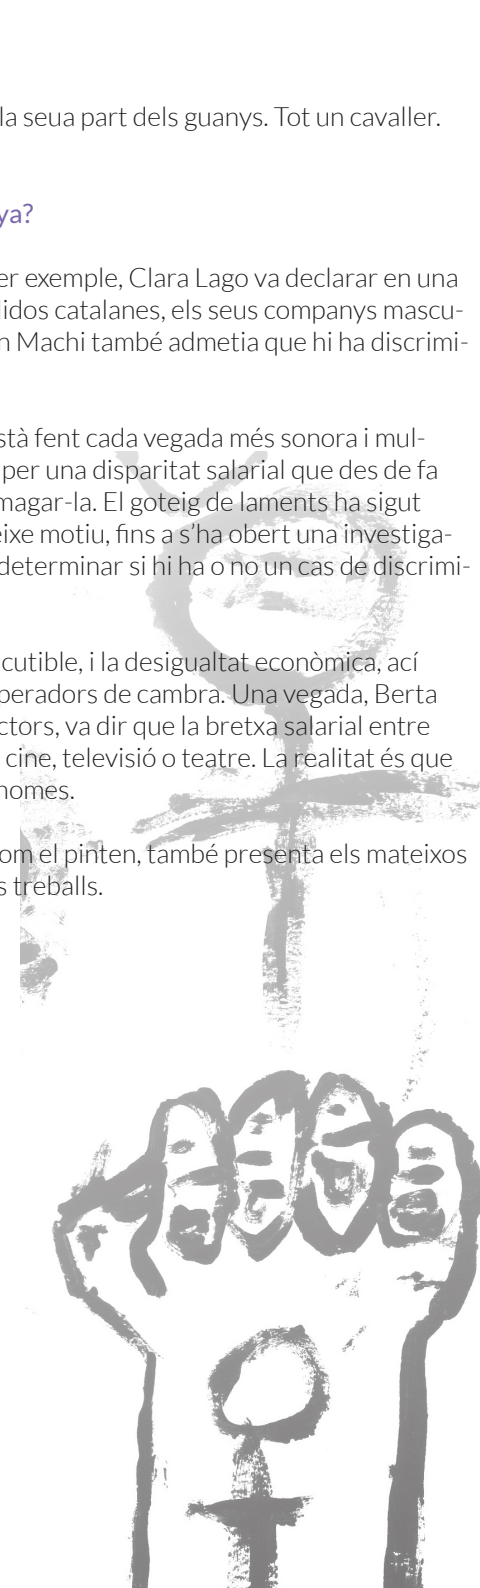 la seua part dels guanys. Tot un cavaller.
ya?
er exemple, Clara Lago va declarar en una
lidos catalanes, els seus companys mascu-
n Machi també admetia que hi ha discrimi-
stà fent cada vegada més sonora i mul-
per una disparitat salarial que des de fa
magar-la. El goteig de laments ha sigut
eixe motiu, fins a s’ha obert una investiga-
determinar si hi ha o no un cas de discrimi-
cutible, i la desigualtat econòmica, ací
peradors de cambra. Una vegada, Berta
ctors, va dir que la bretxa salarial entre
cine, televisió o teatre. La realitat és que
homes.
om el pinten, també presenta els mateixos
s treballs.